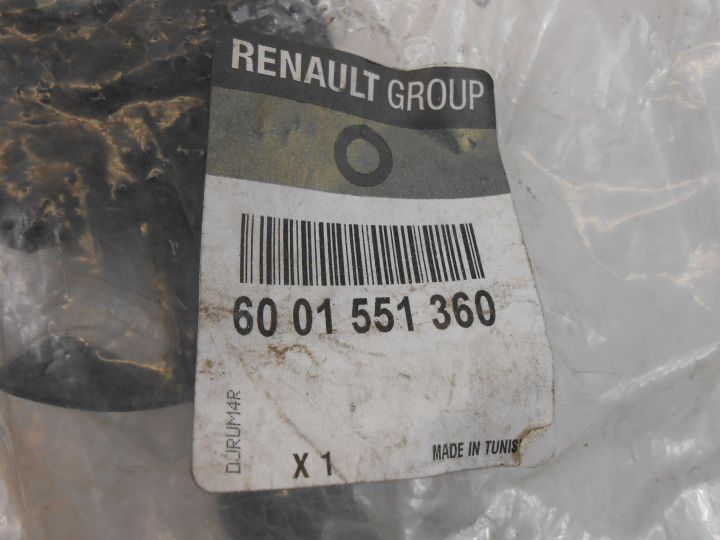 RENAULT GROUP
60 01 551 360
DJRUM4R
X 1
MADE IN TUNIS